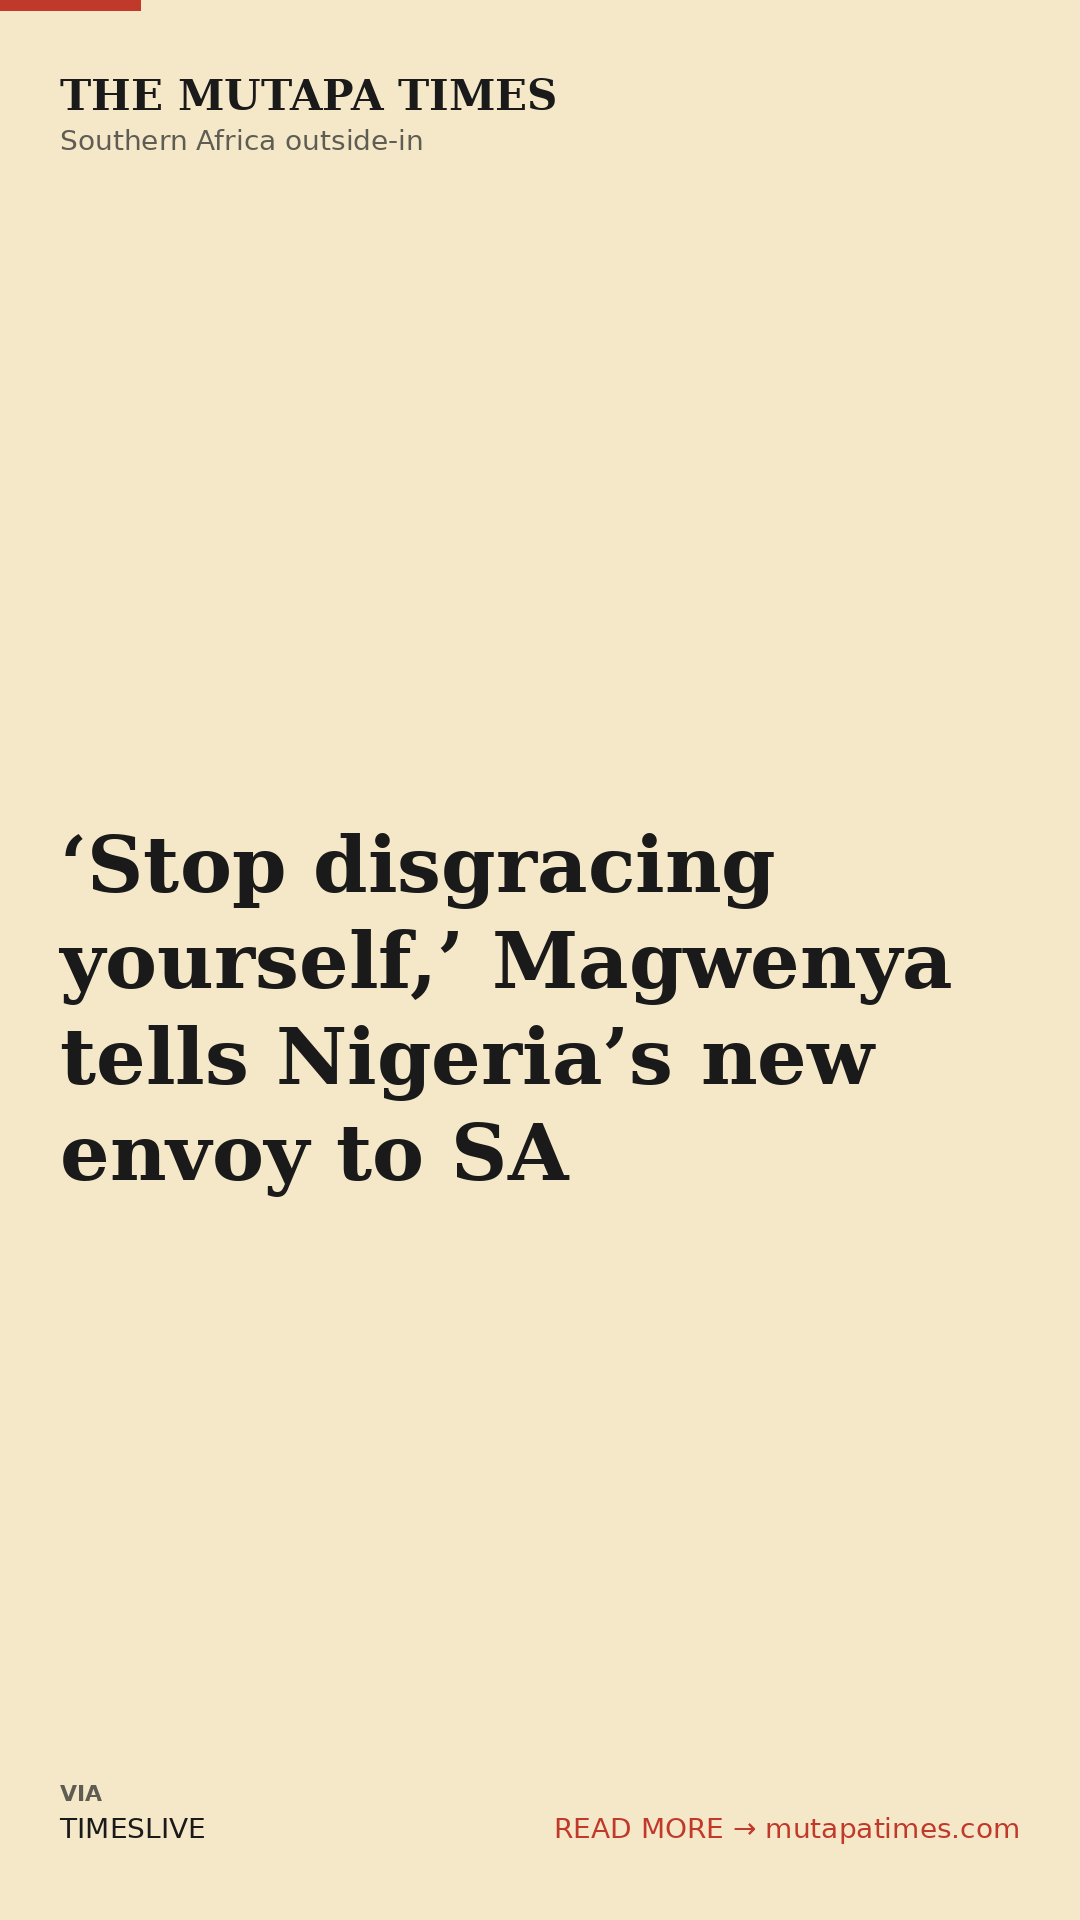 THE MUTAPA TIMES
Southern Africa outside-in
‘Stop disgracing
yourself,’ Magwenya
tells Nigeria’s new
envoy to SA
VIA
TIMESLIVE
READ MORE → mutapatimes.com